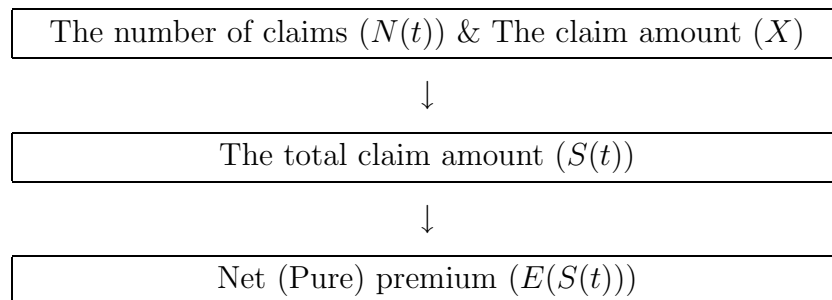 The number of claims (N(t)) & The claim amount (X)
↓
The total claim amount (S(t))
↓
Net (Pure) premium (E(S(t)))